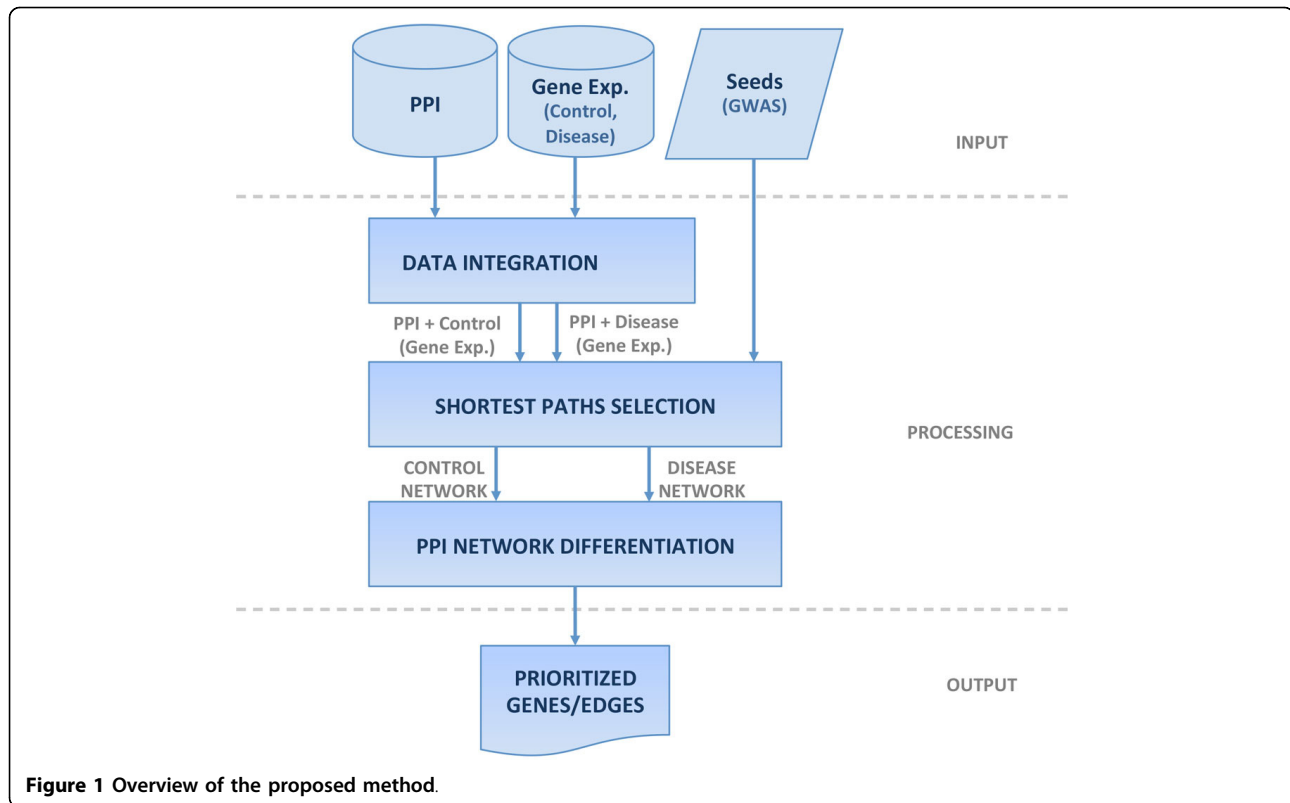 PPI
Gene Exp.
(Control,
Disease)
Seeds
(GWAS)
INPUT
DATA INTEGRATION
PPI + Control
(Gene Exp.)
PPI + Disease
(Gene Exp.)
SHORTEST PATHS SELECTION
PROCESSING
CONTROL
NETWORK
DISEASE
NETWORK
PPI NETWORK DIFFERENTIATION
PRIORITIZED
GENES/EDGES
OUTPUT
Figure 1 Overview of the proposed method.